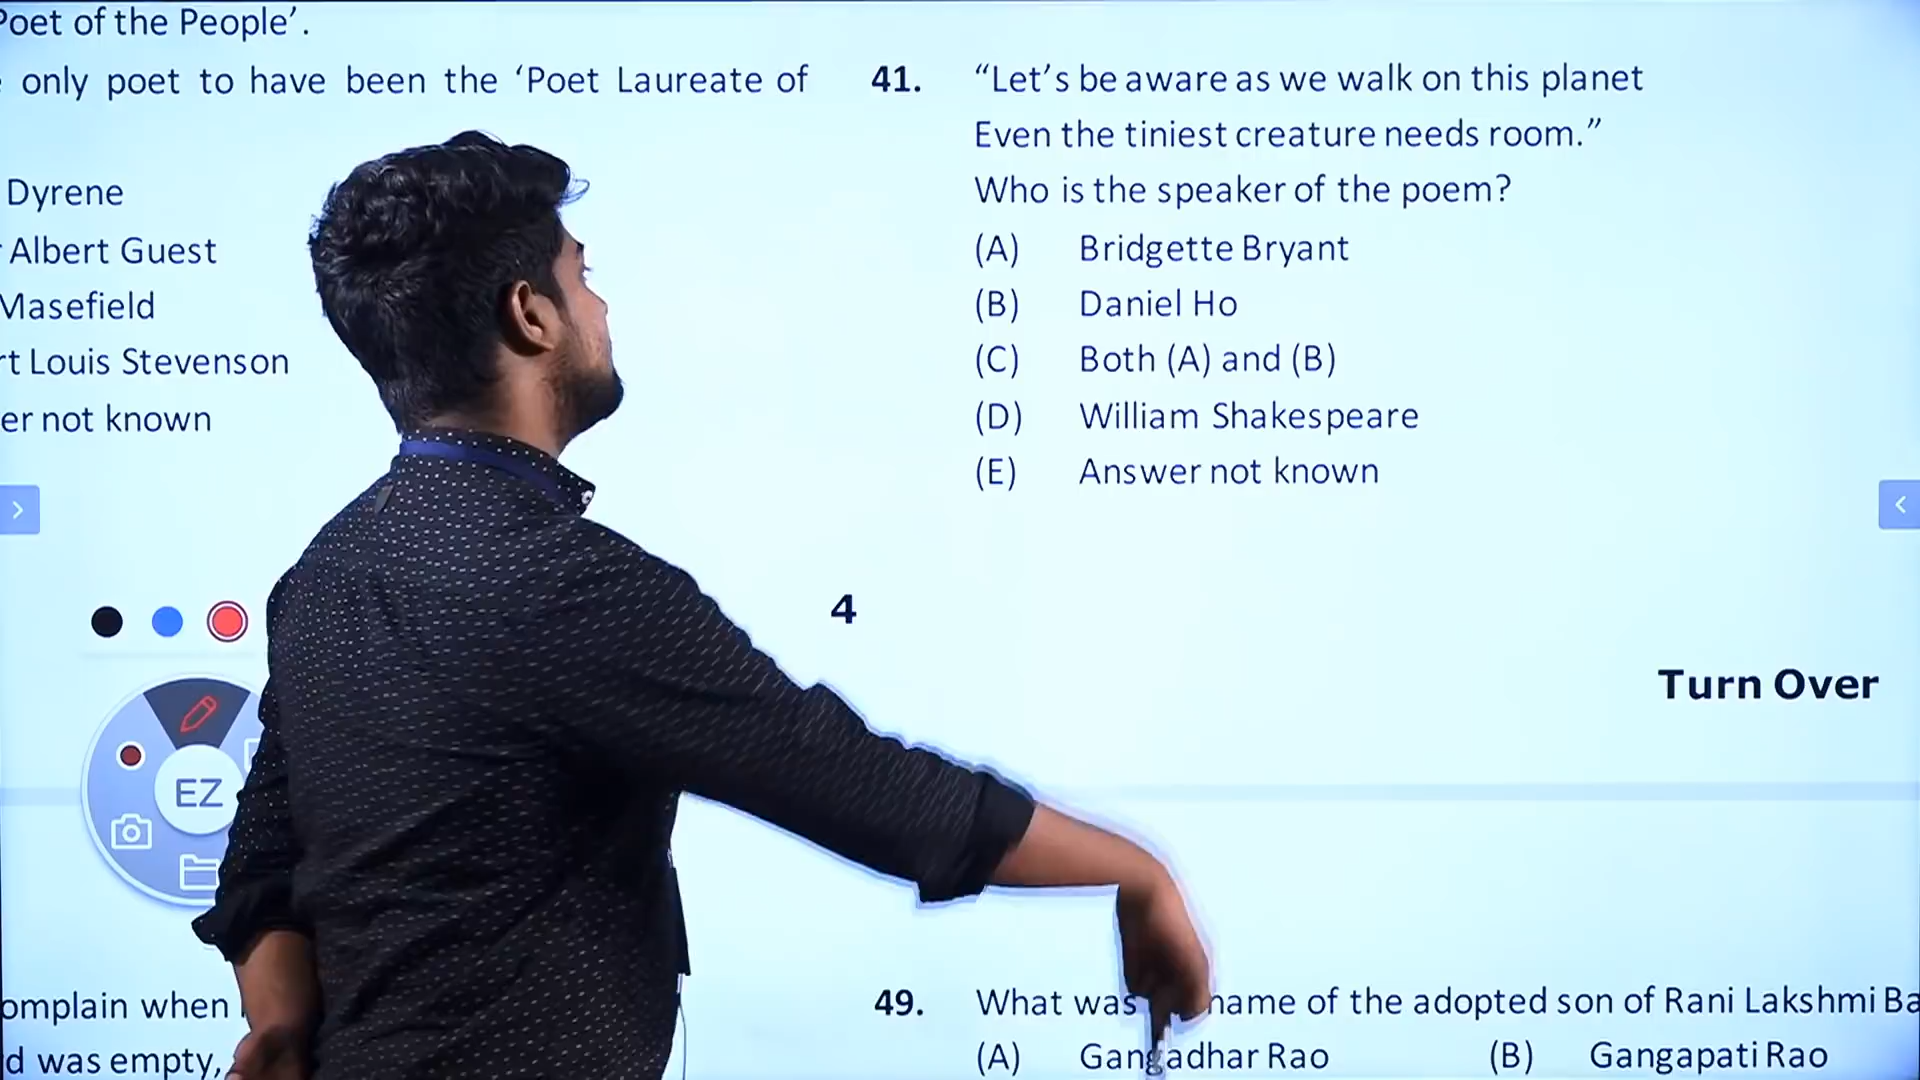 Poet of the People’.
only poet to have been the ‘Poet Laureate of
Dyrene
Albert Guest
Masefield
rt Louis Stevenson
er not known
41. “Let’s be aware as we walk on this planet
Even the tiniest creature needs room.”
Who is the speaker of the poem?
(A) Bridgette Bryant
(B) Daniel Ho
(C) Both (A) and (B)
(D) William Shakespeare
(E) Answer not known
4
Turn Over
EZ
omplain when
d was empty,
49. What was name of the adopted son of Rani Lakshmi Ba
(A) Gangadhar Rao (B) Gangapati Rao